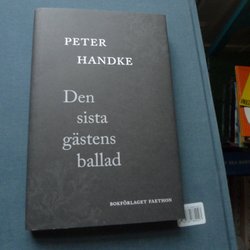 PETER
HANDKE
Den
sista
gästens
ballad
BOKFÖRLAGET FAETHON